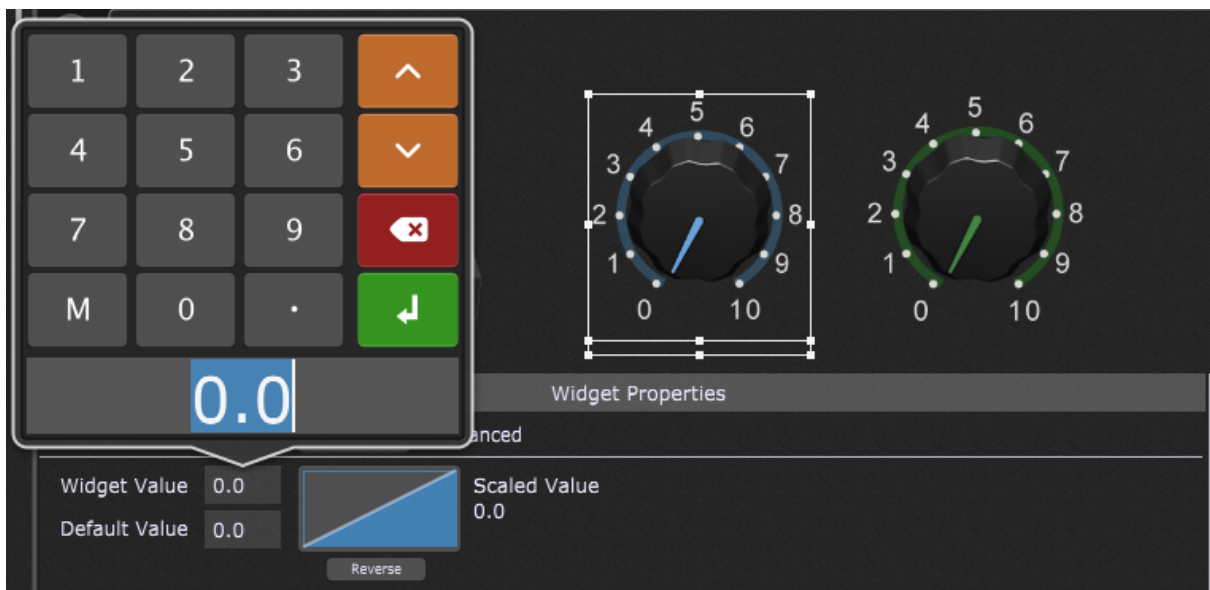 1 2 3
4 5 6
7 8 9
M 0 .
0.0
5
4 6
3 7
2 8
1 9
0 10
5
4 6
3 7
2 8
1 9
0 10
Widget Properties
anced
Widget Value 0.0
Default Value 0.0
Reverse
Scaled Value
0.0